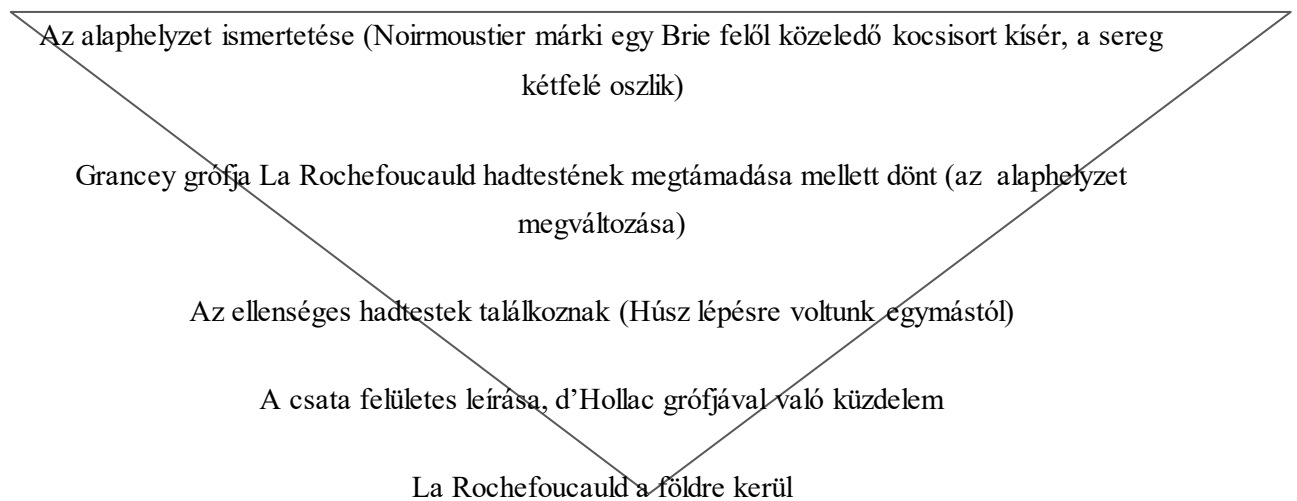 Az alaphelyzet ismertetése (Noirmoustier márki egy Brie felől közeledő kocsisort kísér, a sereg
kétfelé oszlik)
Grancey grófja La Rochefoucauld hadtestének megtámadása mellett dönt (az alaphelyzet
megváltozása)
Az ellenséges hadtestek találkoznak (Húsz lépésre voltunk egymástól)
A csata felületes leírása, d’Hollac grófjával való küzdelem
La Rochefoucauld a földre kerül